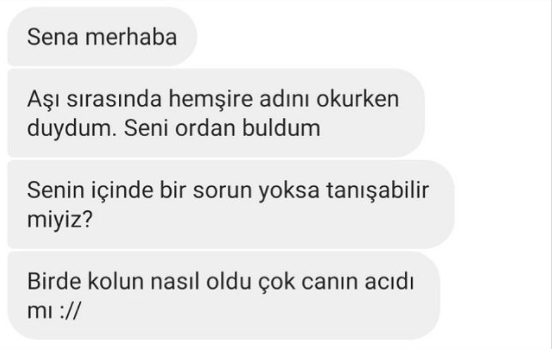 Sena merhaba
Aşı sırasında hemşire adını okurken
duydum. Seni ordan buldum
Senin içinde bir sorun yoksa tanışabilir
miyiz?
Birde kolun nasıl oldu çok canın acıdı
mı ://